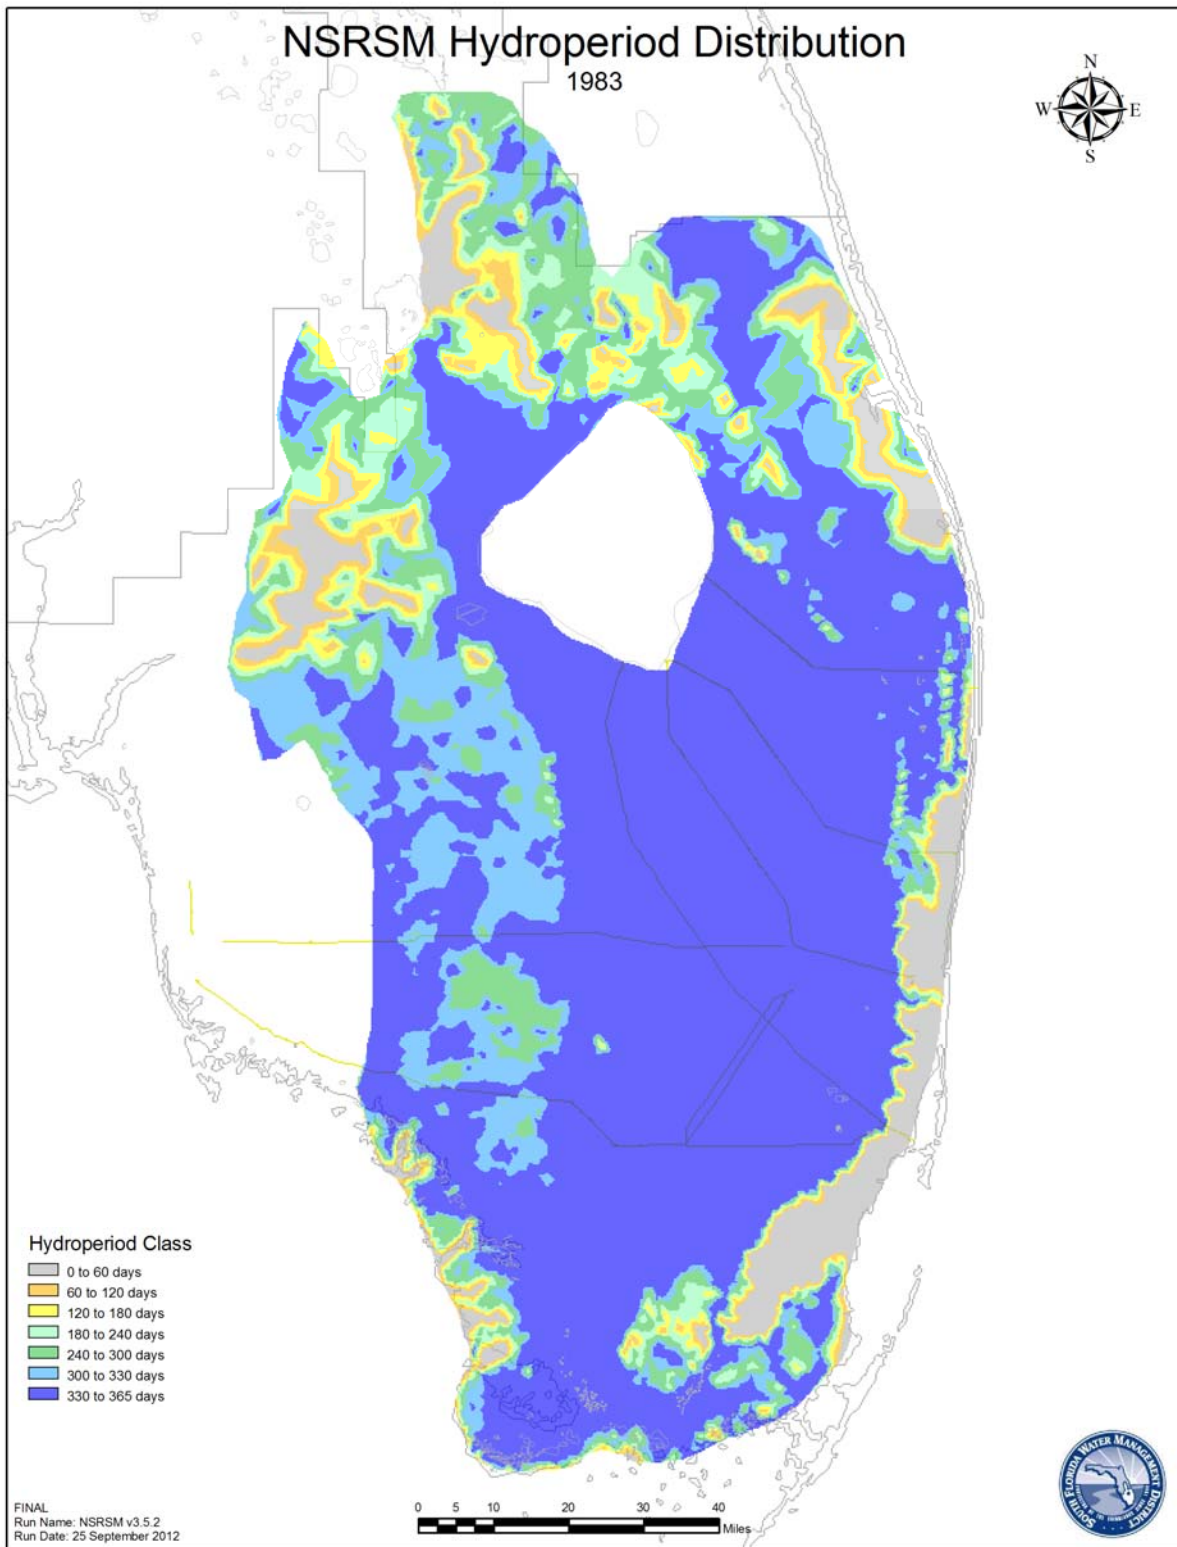 NSRSM Hydroperiod Distribution
1983
N
W E
S
Hydroperiod Class
0 to 60 days
60 to 120 days
120 to 180 days
180 to 240 days
240 to 300 days
300 to 330 days
330 to 365 days
FINAL
Run Name: NSRSM v3.5.2
Run Date: 25 September 2012
0 5 10 20 30 40
Miles
SOUTH FLORIDA WATER MANAGEMENT DISTRICT